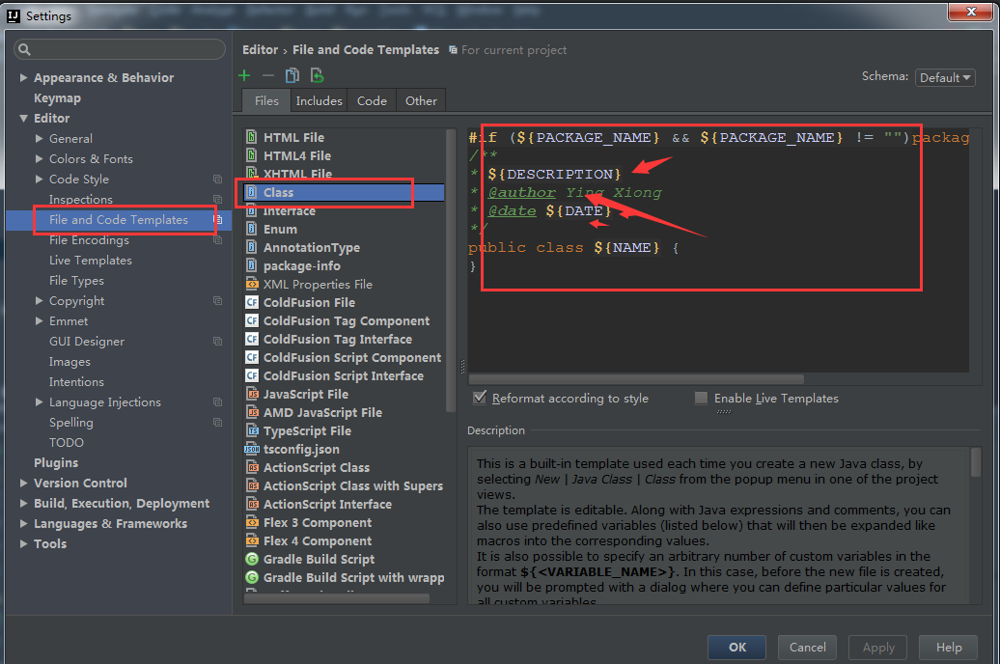 Settings
Editor › File and Code Templates For current project
Schema: Default
Files Includes Code Other
Appearance & Behavior
Keymap
Editor
General
Colors & Fonts
Code Style
Inspections
File and Code Templates
File Encodings
Live Templates
File Types
Copyright
Emmet
GUI Designer
Images
Intentions
Language Injections
Spelling
TODO
Plugins
Version Control
Build, Execution, Deployment
Languages & Frameworks
Tools
HTML File
HTML4 File
XHTML File
Class
Interface
Enum
AnnotationType
package-info
XML Properties File
ColdFusion File
ColdFusion Tag Component
ColdFusion Tag Interface
ColdFusion Script Component
ColdFusion Script Interface
JavaScript File
AMD JavaScript File
TypeScript File
tsconfig.json
ActionScript Class
ActionScript Class with Supers
ActionScript Interface
Flex 3 Component
Flex 4 Component
Gradle Build Script
Gradle Build Script with wrapp
#if (${PACKAGE_NAME} && ${PACKAGE_NAME} != "")packag
/**
* ${DESCRIPTION}
* @author Ying Xiong
* @date ${DATE}
*/
public class ${NAME} {
}
Reformat according to style
Enable Live Templates
Description
This is a built-in template used each time you create a new Java class, by
selecting New | Java Class | Class from the popup menu in one of the project
views.
The template is editable. Along with Java expressions and comments, you can
also use predefined variables (listed below) that will then be expanded like
macros into the corresponding values.
It is also possible to specify an arbitrary number of custom variables in the
format ${<VARIABLE_NAME>}. In this case, before the new file is created,
you will be prompted with a dialog where you can define particular values for
all custom variables.
OK Cancel Apply Help